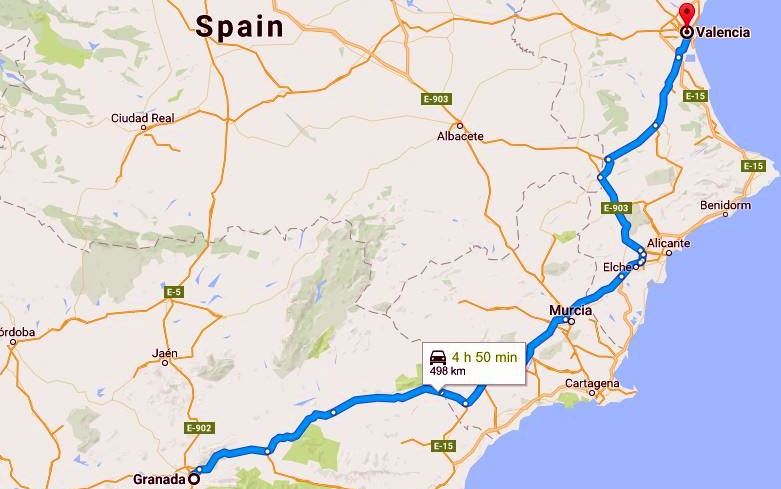 Spain
Valencia
E-903
E-15
Ciudad Real
Albacete
E-15
Benidorm
E-903
Alicante
Elche
E-5
Murcia
órdoba
Jaén
4 h 50 min
498 km
Cartagena
E-902
E-15
Granada